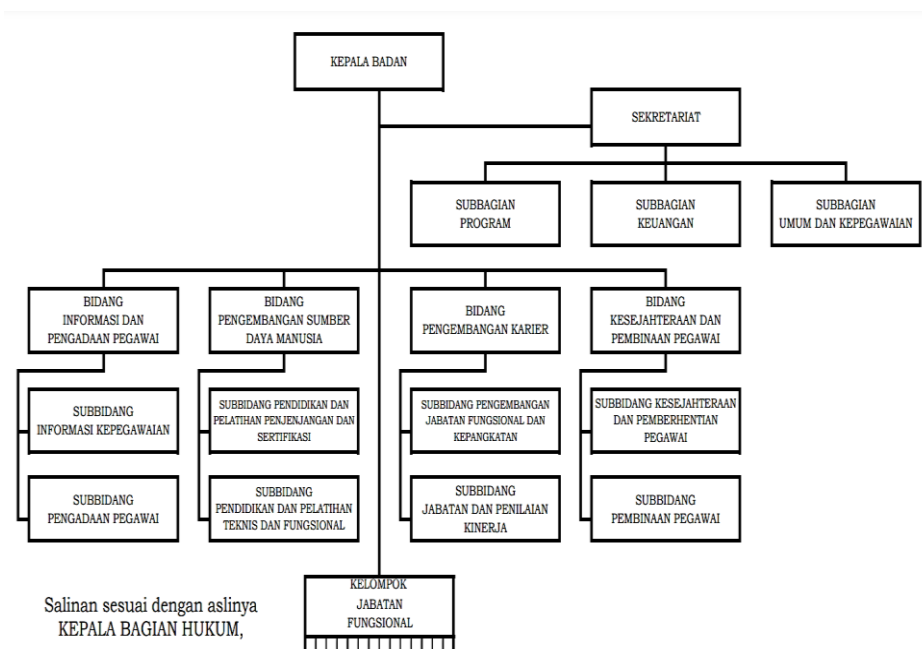 KEPALA BADAN
SEKRETARIAT
SUBBAGIAN
PROGRAM
SUBBAGIAN
KEUANGAN
SUBBAGIAN
UMUM DAN KEPEGAWAIAN
BIDANG
INFORMASI DAN
PENGADAAN PEGAWAI
BIDANG
PENGEMBANGAN SUMBER
DAYA MANUSIA
BIDANG
PENGEMBANGAN KARIER
BIDANG
KESEJAHTERAAN DAN
PEMBINAAN PEGAWAI
SUBBIDANG
INFORMASI KEPEGAWAIAN
SUBBIDANG PENDIDIKAN DAN
PELATIHAN PENJENJANGAN DAN
SERTIFIKASI
SUBBIDANG PENGEMBANGAN
JABATAN FUNGSIONAL DAN
KEPANGKATAN
SUBBIDANG KESEJAHTERAAN
DAN PEMBERHENTIAN
PEGAWAI
SUBBIDANG
PENGADAAN PEGAWAI
SUBBIDANG
PENDIDIKAN DAN PELATIHAN
TEKNIS DAN FUNGSIONAL
SUBBIDANG
JABATAN DAN PENILAIAN
KINERJA
SUBBIDANG
PEMBINAAN PEGAWAI
KELOMPOK
JABATAN
FUNGSIONAL
Salinan sesuai dengan aslinya
KEPALA BAGIAN HUKUM,